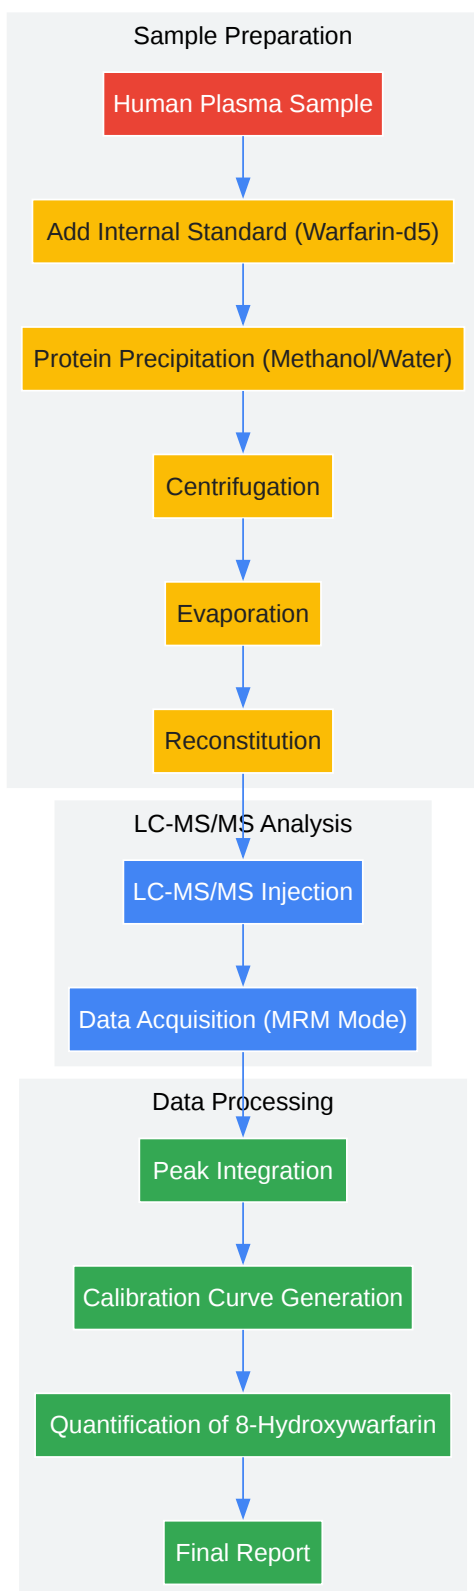 Sample Preparation
Human Plasma Sample
Add Internal Standard (Warfarin-d5)
Protein Precipitation (Methanol/Water)
Centrifugation
Evaporation
Reconstitution
LC-MS/MS Analysis
LC-MS/MS Injection
Data Acquisition (MRM Mode)
Data Processing
Peak Integration
Calibration Curve Generation
Quantification of 8-Hydroxywarfarin
Final Report